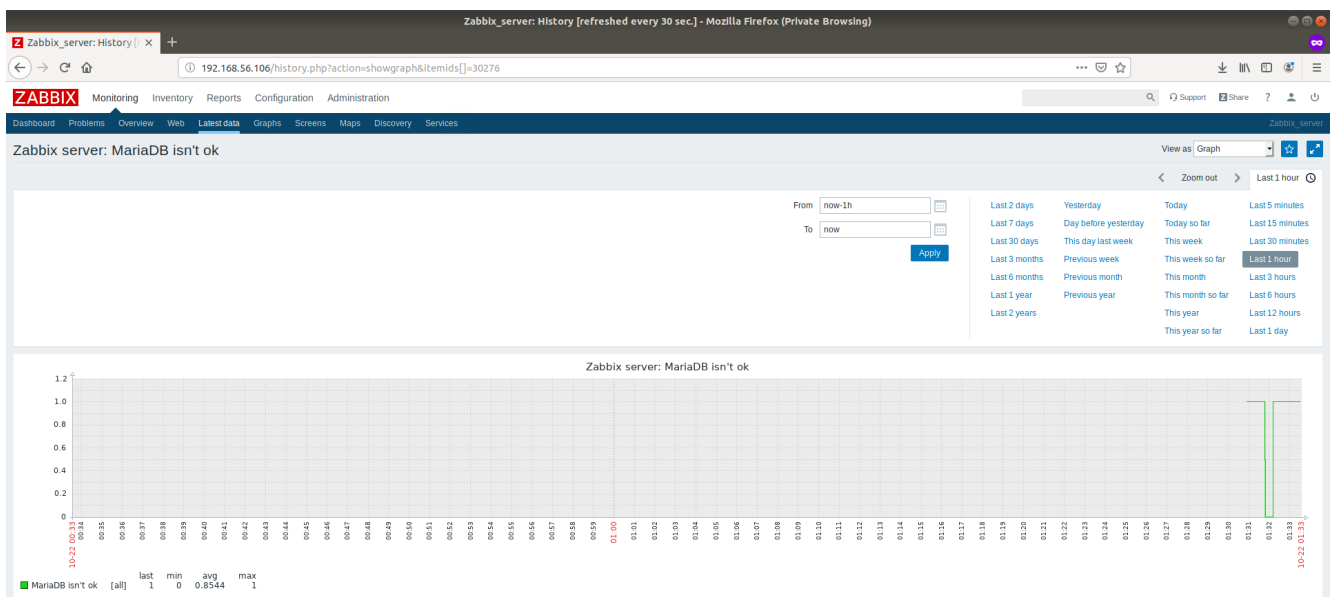 Zabbix_server: History [refreshed every 30 sec.] - Mozilla Firefox (Private Browsing)
Z Zabbix_server: History [
192.168.56.106/history.php?action=showgraph&itemids[]=30276
ZABBIX Monitoring Inventory Reports Configuration Administration Support Z Share ?
Dashboard Problems Overview Web Latest data Graphs Screens Maps Discovery Services Zabbix_server
Zabbix server: MariaDB isn't ok View as Graph
Zoom out Last 1 hour
From now-1h Last 2 days Yesterday Today Last 5 minutes
Last 7 days Day before yesterday Today so far Last 15 minutes
To now
Last 30 days This day last week This week Last 30 minutes
Apply Last 3 months Previous week This week so far Last 1 hour
Last 6 months Previous month This month Last 3 hours
Last 1 year Previous year This month so far Last 6 hours
Last 2 years This year Last 12 hours
This year so far Last 1 day
Zabbix server: MariaDB isn't ok
1.2
1.0
0.8
0.6
0.4
0.2
0
10-22 00:33 00:34 00:35 00:36 00:37 00:38 00:39 00:40 00:41 00:42 00:43 00:44 00:45 00:46 00:47 00:48 00:49 00:50 00:51 00:52 00:53 00:54 00:55 00:56 00:57 00:58 00:59 01:00 01:01 01:02 01:03 01:04 01:05 01:06 01:07 01:08 01:09 01:10 01:11 01:12 01:13 01:14 01:15 01:16 01:17 01:18 01:19 01:20 01:21 01:22 01:23 01:24 01:25 01:26 01:27 01:28 01:29 01:30 01:31 01:32 01:33 10-22 01:33
last min avg max
MariaDB isn't ok [all] 1 0 0.8544 1